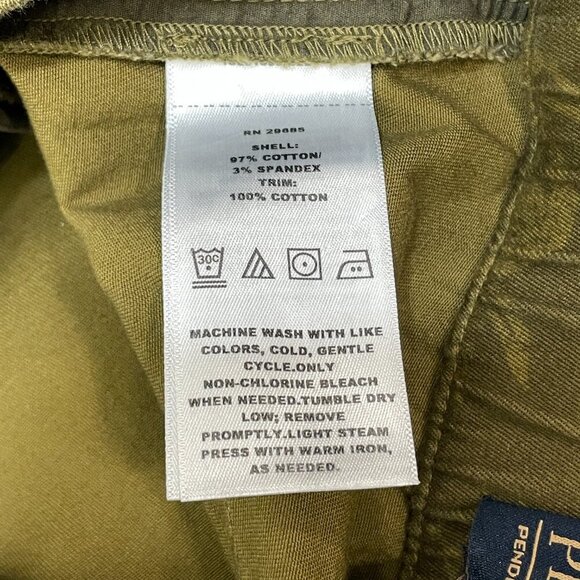 RN 29685
SHELL:
97% COTTON/
3% SPANDEX
TRIM:
100% COTTON
30C
MACHINE WASH WITH LIKE
COLORS, COLD, GENTLE
CYCLE.ONLY
NON-CHLORINE BLEACH
WHEN NEEDED.TUMBLE DRY
LOW; REMOVE
PROMPTLY.LIGHT STEAM
PRESS WITH WARM IRON,
AS NEEDED.
PE
PEND